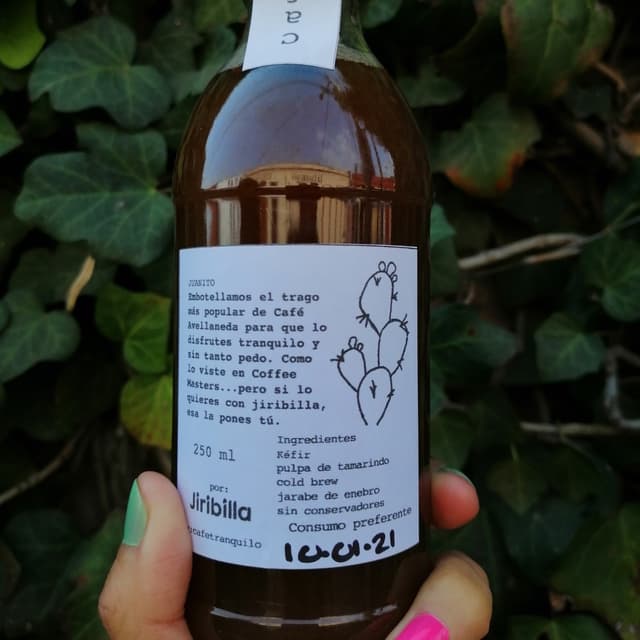 ca
JUANITO
Embotellamos el trago
más popular de Café
Avellaneda para que lo
disfrutes tranquilo y
sin tanto pedo. Como
lo viste en Coffee
Masters...pero si lo
quieres con jiribilla,
esa la pones tú.
250 ml
por:
Jiribilla
@cafetranquilo
Ingredientes
Kéfir
pulpa de tamarindo
cold brew
jarabe de enebro
sin conservadores
Consumo preferente
10.01.21